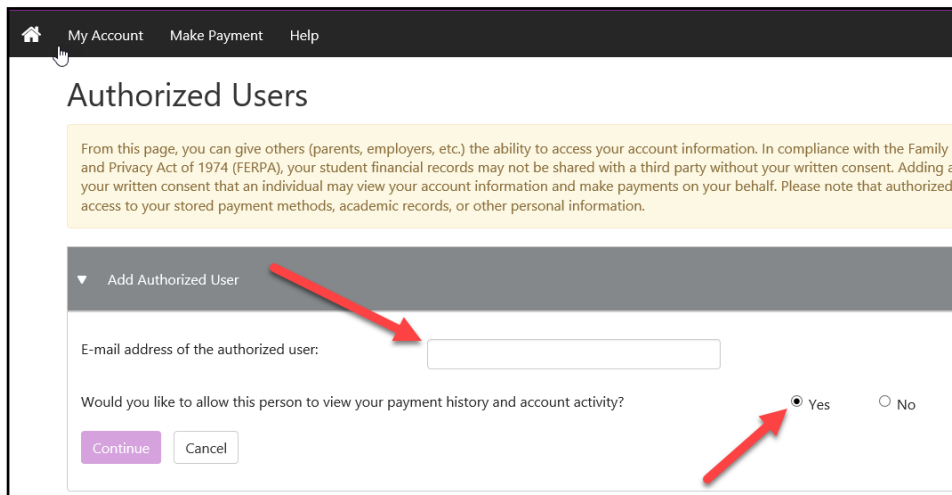 My Account Make Payment Help
Authorized Users
From this page, you can give others (parents, employers, etc.) the ability to access your account information. In compliance with the Family
and Privacy Act of 1974 (FERPA), your student financial records may not be shared with a third party without your written consent. Adding a
your written consent that an individual may view your account information and make payments on your behalf. Please note that authorized
access to your stored payment methods, academic records, or other personal information.
Add Authorized User
E-mail address of the authorized user:
Would you like to allow this person to view your payment history and account activity? Yes No
Continue Cancel